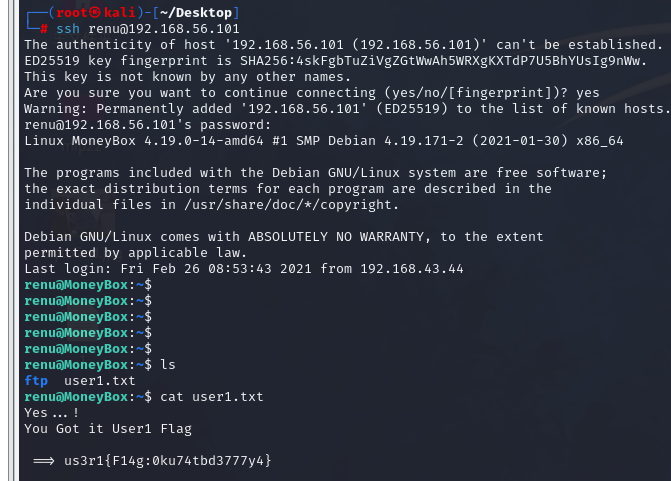 ┌──(root㉿kali)-[~/Desktop]
└─# ssh renu@192.168.56.101
The authenticity of host '192.168.56.101 (192.168.56.101)' can't be established.
ED25519 key fingerprint is SHA256:4skFgbTuZiVgZGtWwAh5WRXgKXTdP7U5BhYUsIg9nWw.
This key is not known by any other names.
Are you sure you want to continue connecting (yes/no/[fingerprint])? yes
Warning: Permanently added '192.168.56.101' (ED25519) to the list of known hosts.
renu@192.168.56.101's password:
Linux MoneyBox 4.19.0-14-amd64 #1 SMP Debian 4.19.171-2 (2021-01-30) x86_64
The programs included with the Debian GNU/Linux system are free software;
the exact distribution terms for each program are described in the
individual files in /usr/share/doc/*/copyright.
Debian GNU/Linux comes with ABSOLUTELY NO WARRANTY, to the extent
permitted by applicable law.
Last login: Fri Feb 26 08:53:43 2021 from 192.168.43.44
renu@MoneyBox:~$
renu@MoneyBox:~$
renu@MoneyBox:~$
renu@MoneyBox:~$
renu@MoneyBox:~$
renu@MoneyBox:~$ ls
ftp  user1.txt
renu@MoneyBox:~$ cat user1.txt
Yes...!
You Got it User1 Flag
==> us3r1{F14g:0ku74tbd3777y4}